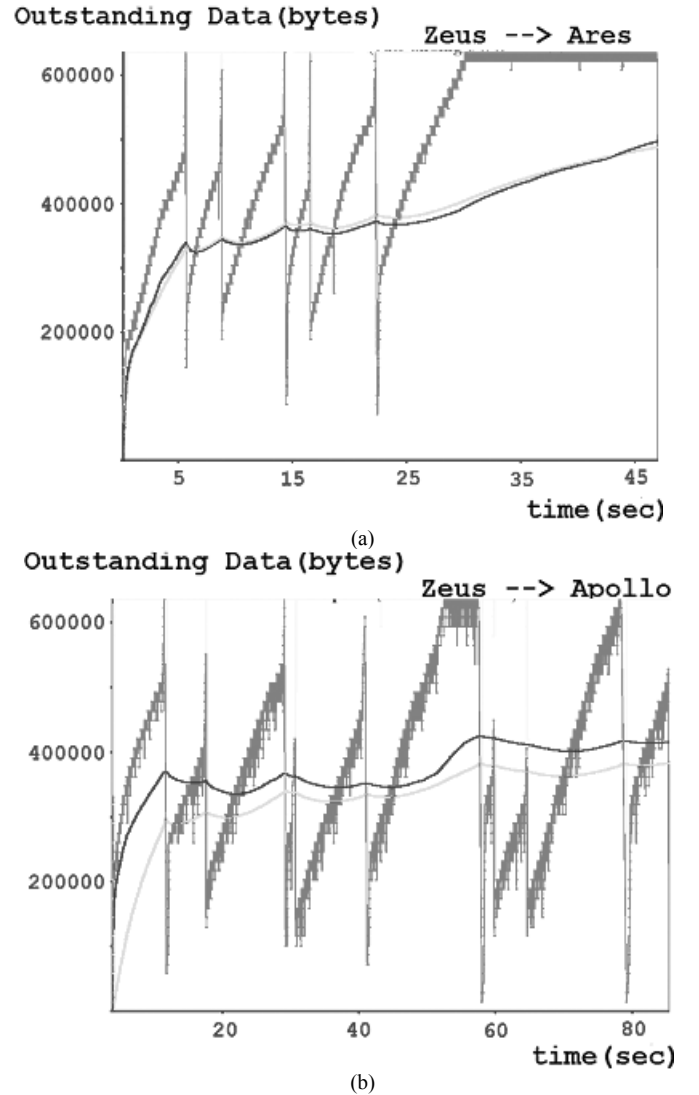 Outstanding Data(bytes)
Zeus --> Ares
600000
400000
200000
5 15 25 35 45
time(sec)
(a)
Outstanding Data(bytes)
Zeus --> Apollo
600000
400000
200000
20 40 60 80
time(sec)
(b)